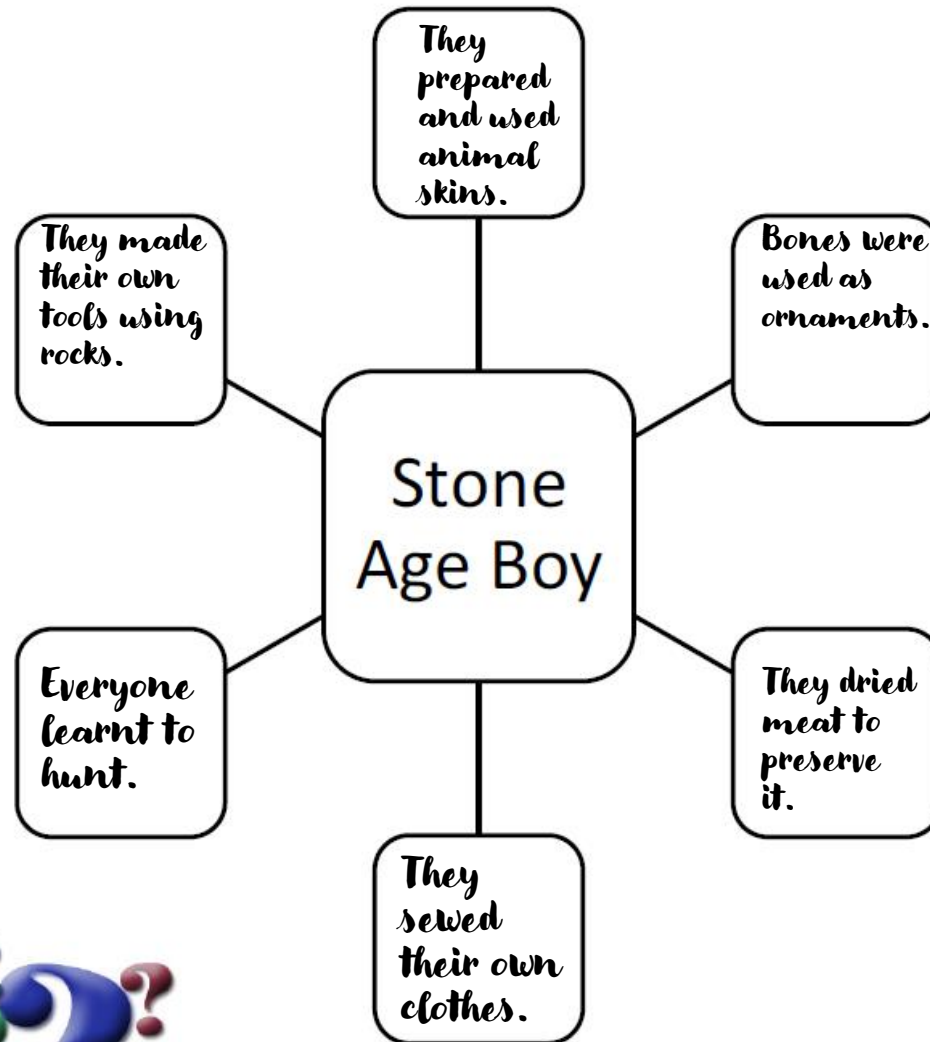 They
prepared
and used
animal
skins.
They made
their own
tools using
rocks.
Bones were
used as
ornaments.
Stone
Age Boy
Everyone
learnt to
hunt.
They dried
meat to
preserve
it.
They
sewed
their own
clothes.
?